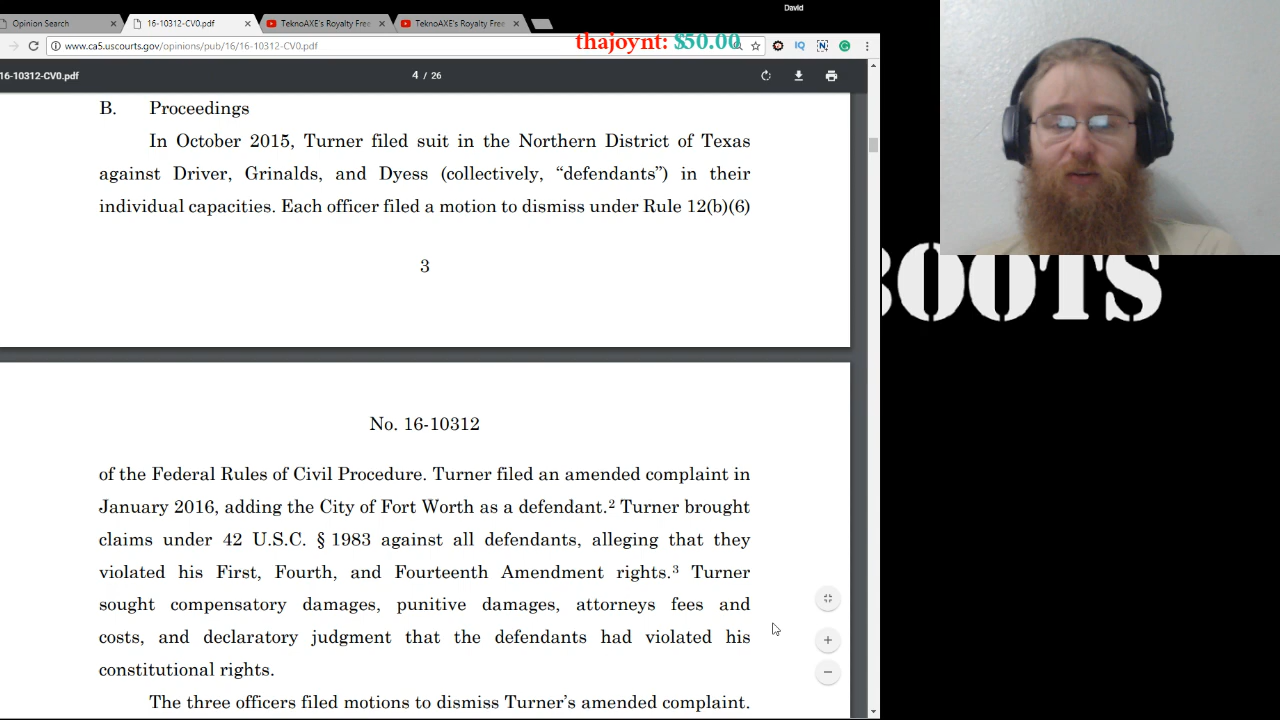 David
Opinion Search
16-10312-CV0.pdf
TeknoAXE's Royalty Free
TeknoAXE's Royalty Free
www.ca5.uscourts.gov/opinions/pub/16/16-10312-CV0.pdf
thajoynt: $50.00
IQ
N
16-10312-CV0.pdf
4 / 26
B. Proceedings
In October 2015, Turner filed suit in the Northern District of Texas
against Driver, Grinalds, and Dyess (collectively, “defendants”) in their
individual capacities. Each officer filed a motion to dismiss under Rule 12(b)(6)
3
No. 16-10312
of the Federal Rules of Civil Procedure. Turner filed an amended complaint in
January 2016, adding the City of Fort Worth as a defendant.² Turner brought
claims under 42 U.S.C. § 1983 against all defendants, alleging that they
violated his First, Fourth, and Fourteenth Amendment rights.³ Turner
sought compensatory damages, punitive damages, attorneys fees and
costs, and declaratory judgment that the defendants had violated his
constitutional rights.
The three officers filed motions to dismiss Turner’s amended complaint.
BOOTS